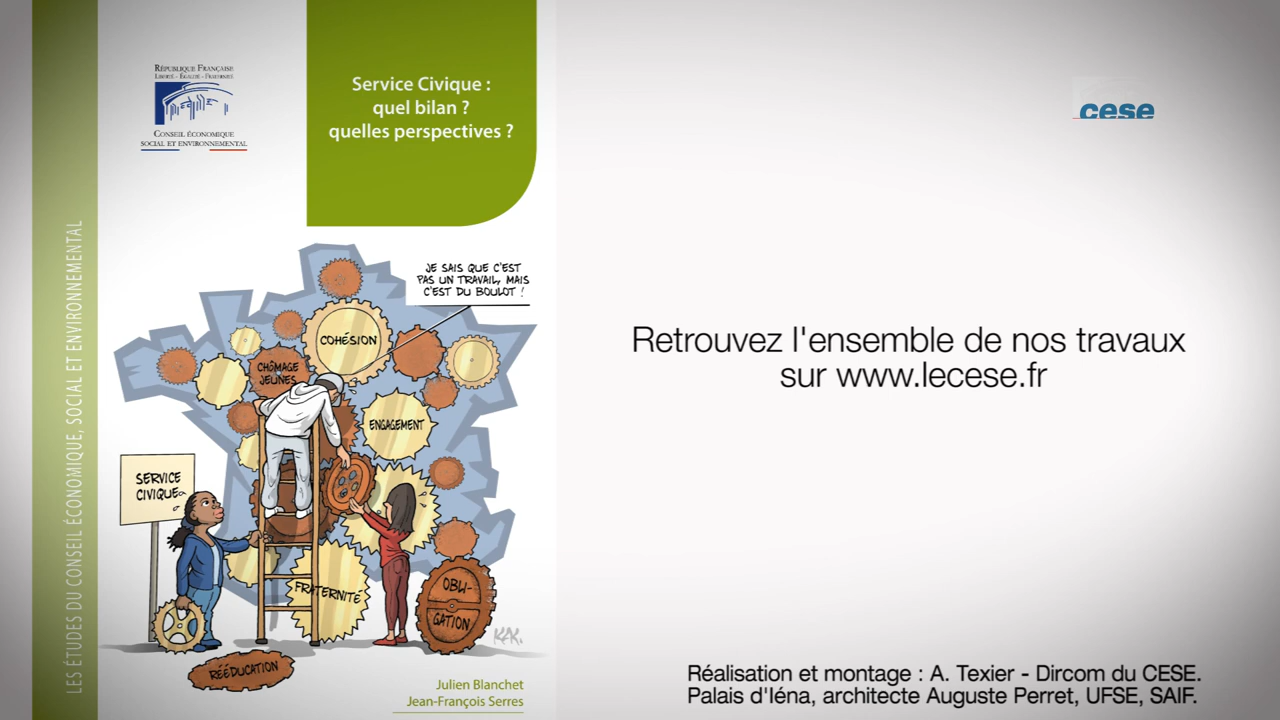 RÉPUBLIQUE FRANÇAISE
LIBERTÉ - ÉGALITÉ - FRATERNITÉ
CONSEIL ÉCONOMIQUE
SOCIAL ET ENVIRONNEMENTAL
Service Civique :
quel bilan ?
quelles perspectives ?
cese
LES ÉTUDES DU CONSEIL ÉCONOMIQUE, SOCIAL ET ENVIRONNEMENTAL
JE SAIS QUE C'EST
PAS UN TRAVAIL, MAIS
C'EST DU BOULOT !
COHÉSION
CHÔMAGE
JEUNES
ENGAGEMENT
SERVICE
CIVIQUE
FRATERNITÉ
OBLI-
GATION
RÉÉDUCATION
KAK.
Julien Blanchet
Jean-François Serres
Retrouvez l'ensemble de nos travaux
sur www.lecese.fr
Réalisation et montage : A. Texier - Dircom du CESE.
Palais d'Iéna, architecte Auguste Perret, UFSE, SAIF.